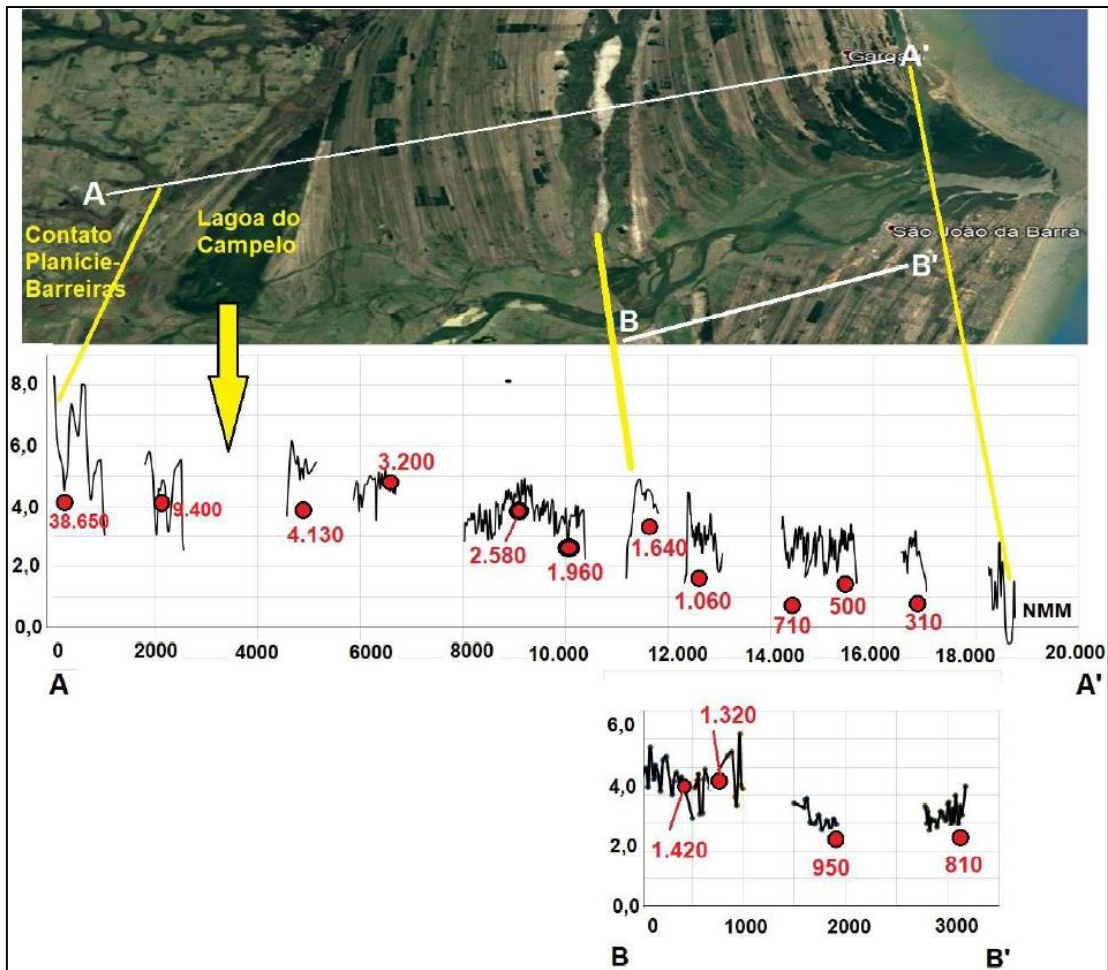 Garga
A'
A
Contato
Planície-
Barreiras
Lagoa do
Campelo
São João da Barra
B'
B
8,0
6,0
4,0
2,0
0,0
38.650
9.400
4.130
3.200
2.580
1.960
1.640
1.060
710
500
310
NMM
0 2000 4000 6000 8000 10.000 12.000 14.000 16.000 18.000 20.000
A A'
6,0
4,0
2,0
0,0
1.320
1.420
950
810
0 1000 2000 3000
B B'